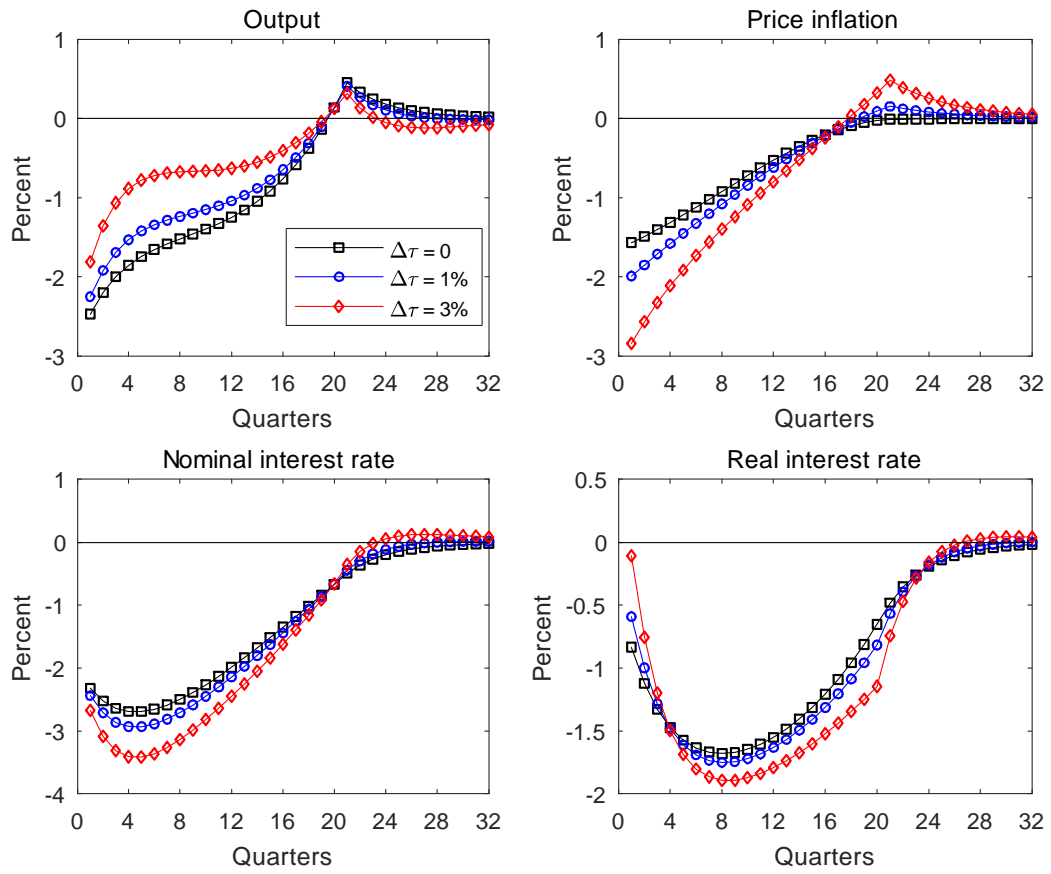 Output
Price inflation
1
0
-1
-2
-3
Percent
Δτ = 0
Δτ = 1%
Δτ = 3%
0 4 8 12 16 20 24 28 32
Quarters
1
0
-1
-2
-3
Percent
0 4 8 12 16 20 24 28 32
Quarters
Nominal interest rate
Real interest rate
1
0
-1
-2
-3
-4
Percent
0 4 8 12 16 20 24 28 32
Quarters
0.5
0
-0.5
-1
-1.5
-2
Percent
0 4 8 12 16 20 24 28 32
Quarters